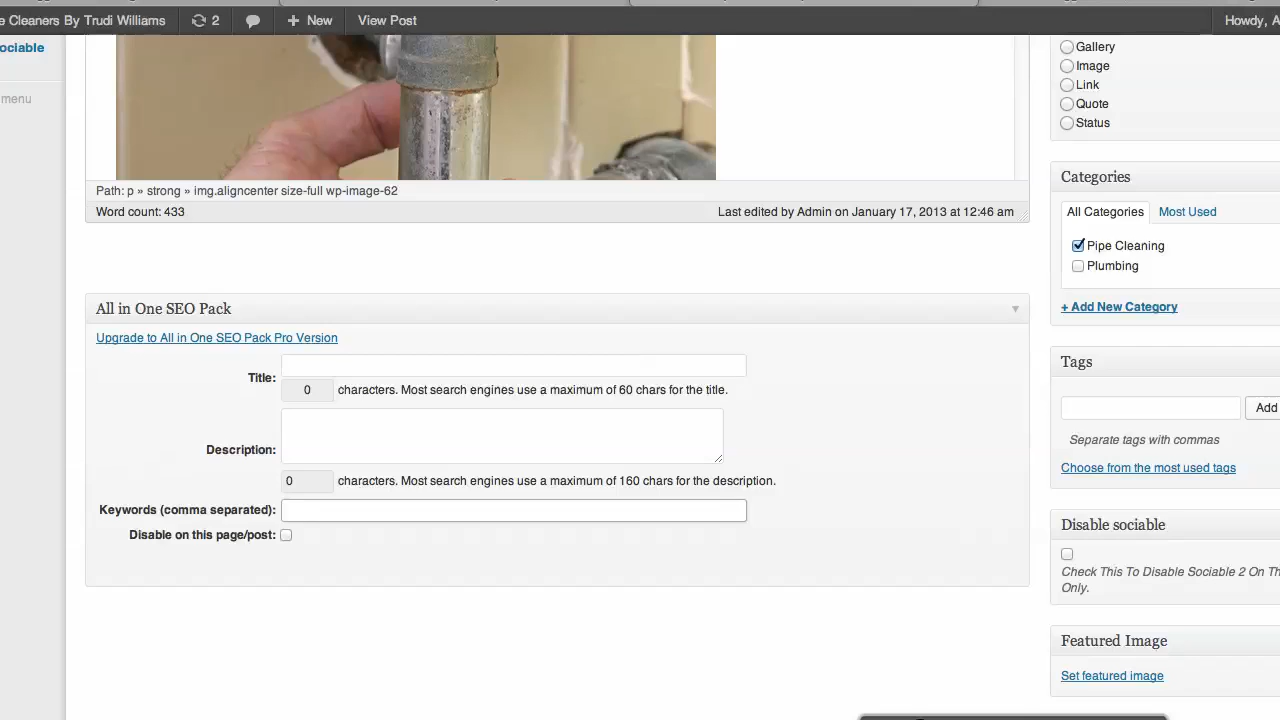 e Cleaners By Trudi Williams 2 New View Post Howdy, A
ociable
menu
Gallery
Image
Link
Quote
Status
Path: p » strong » img.aligncenter size-full wp-image-62
Word count: 433 Last edited by Admin on January 17, 2013 at 12:46 am
Categories
All Categories Most Used
Pipe Cleaning
Plumbing
+ Add New Category
All in One SEO Pack
Upgrade to All in One SEO Pack Pro Version
Title:
0 characters. Most search engines use a maximum of 60 chars for the title.
Description:
0 characters. Most search engines use a maximum of 160 chars for the description.
Keywords (comma separated):
Disable on this page/post:
Tags
Add
Separate tags with commas
Choose from the most used tags
Disable sociable
Check This To Disable Sociable 2 On Th
Only.
Featured Image
Set featured image